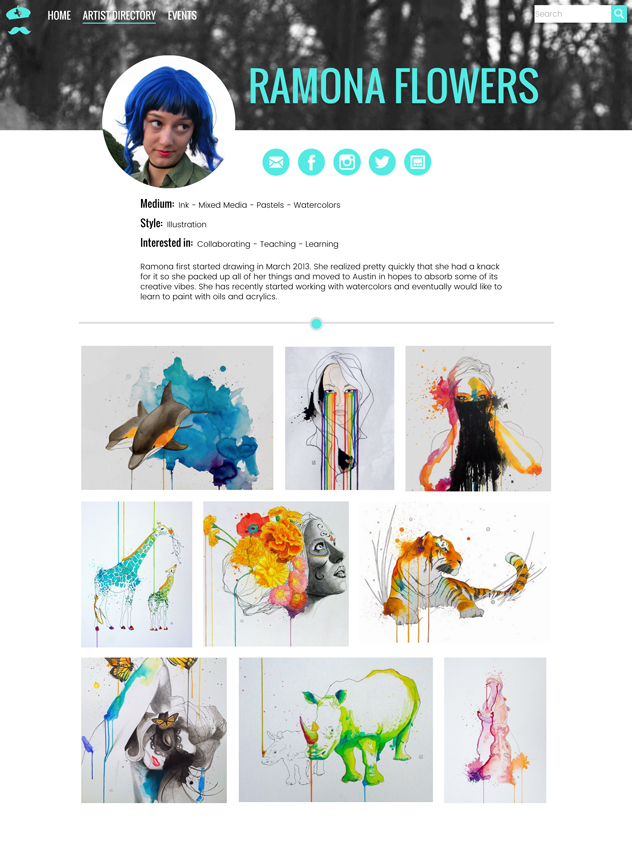 HOME ARTIST DIRECTORY EVENTS Search
RAMONA FLOWERS
Medium: Ink - Mixed Media - Pastels - Watercolors
Style: Illustration
Interested in: Collaborating - Teaching - Learning
Ramona first started drawing in March 2013. She realized pretty quickly that she had a knack
for it so she packed up all of her things and moved to Austin in hopes to absorb some of its
creative vibes. She has recently started working with watercolors and eventually would like to
learn to paint with oils and acrylics.